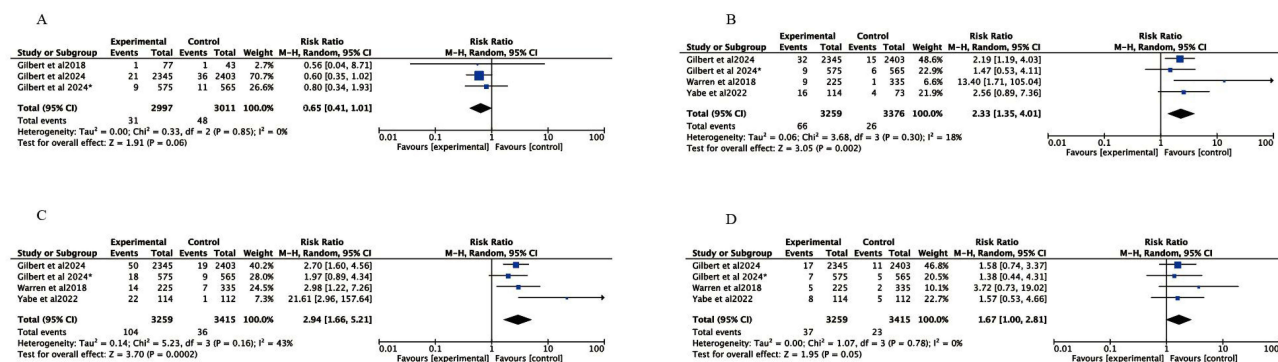 A
Experimental Control Risk Ratio Risk Ratio
Study or Subgroup Events Total Events Total Weight M-H, Random, 95% CI M-H, Random, 95% CI
Gilbert et al2018 1 77 1 43 2.7% 0.56 [0.04, 8.71]
Gilbert et al2024 21 2345 36 2403 70.7% 0.60 [0.35, 1.02]
Gilbert et al2024* 9 575 11 565 26.6% 0.80 [0.34, 1.93]
Total (95% CI) 2997 3011 100.0% 0.65 [0.41, 1.01]
Total events 31 48
Heterogeneity: Tau² = 0.00; Chi² = 0.33, df = 2 (P = 0.85); I² = 0%
Test for overall effect: Z = 1.91 (P = 0.06)
0.01 0.1 1 10 100
Favours [experimental] Favours [control]
B
Experimental Control Risk Ratio Risk Ratio
Study or Subgroup Events Total Events Total Weight M-H, Random, 95% CI M-H, Random, 95% CI
Gilbert et al2024 32 2345 15 2403 48.6% 2.19 [1.19, 4.03]
Gilbert et al 2024* 9 575 6 565 22.9% 1.47 [0.53, 4.11]
Warren et al2018 9 225 1 335 6.6% 13.40 [1.71, 105.04]
Yabe et al2022 16 114 4 73 21.9% 2.56 [0.89, 7.36]
Total (95% CI) 3259 3376 100.0% 2.33 [1.35, 4.01]
Total events 66 26
Heterogeneity: Tau² = 0.06; Chi² = 3.68, df = 3 (P = 0.30); I² = 18%
Test for overall effect: Z = 3.05 (P = 0.002)
0.01 0.1 1 10 100
Favours [experimental] Favours [control]
C
Experimental Control Risk Ratio Risk Ratio
Study or Subgroup Events Total Events Total Weight M-H, Random, 95% CI M-H, Random, 95% CI
Gilbert et al2024 50 2345 19 2403 40.2% 2.70 [1.60, 4.56]
Gilbert et al 2024* 18 575 9 565 24.5% 1.97 [0.89, 4.34]
Warren et al2018 14 225 7 335 28.0% 2.98 [1.22, 7.26]
Yabe et al2022 22 114 1 112 7.3% 21.61 [2.96, 157.64]
Total (95% CI) 3259 3415 100.0% 2.94 [1.66, 5.21]
Total events 104 36
Heterogeneity: Tau² = 0.14; Chi² = 5.23, df = 3 (P = 0.16); I² = 43%
Test for overall effect: Z = 3.70 (P = 0.0002)
0.01 0.1 1 10 100
Favours [experimental] Favours [control]
D
Experimental Control Risk Ratio Risk Ratio
Study or Subgroup Events Total Events Total Weight M-H, Random, 95% CI M-H, Random, 95% CI
Gilbert et al2024 17 2345 11 2403 46.8% 1.58 [0.74, 3.37]
Gilbert et al 2024* 7 575 5 565 20.5% 1.38 [0.44, 4.31]
Warren et al2018 5 225 2 335 10.1% 3.72 [0.73, 19.02]
Yabe et al2022 8 114 5 112 22.7% 1.57 [0.53, 4.66]
Total (95% CI) 3259 3415 100.0% 1.67 [1.00, 2.81]
Total events 37 23
Heterogeneity: Tau² = 0.00; Chi² = 1.07, df = 3 (P = 0.78); I² = 0%
Test for overall effect: Z = 1.95 (P = 0.05)
0.01 0.1 1 10 100
Favours [experimental] Favours [control]